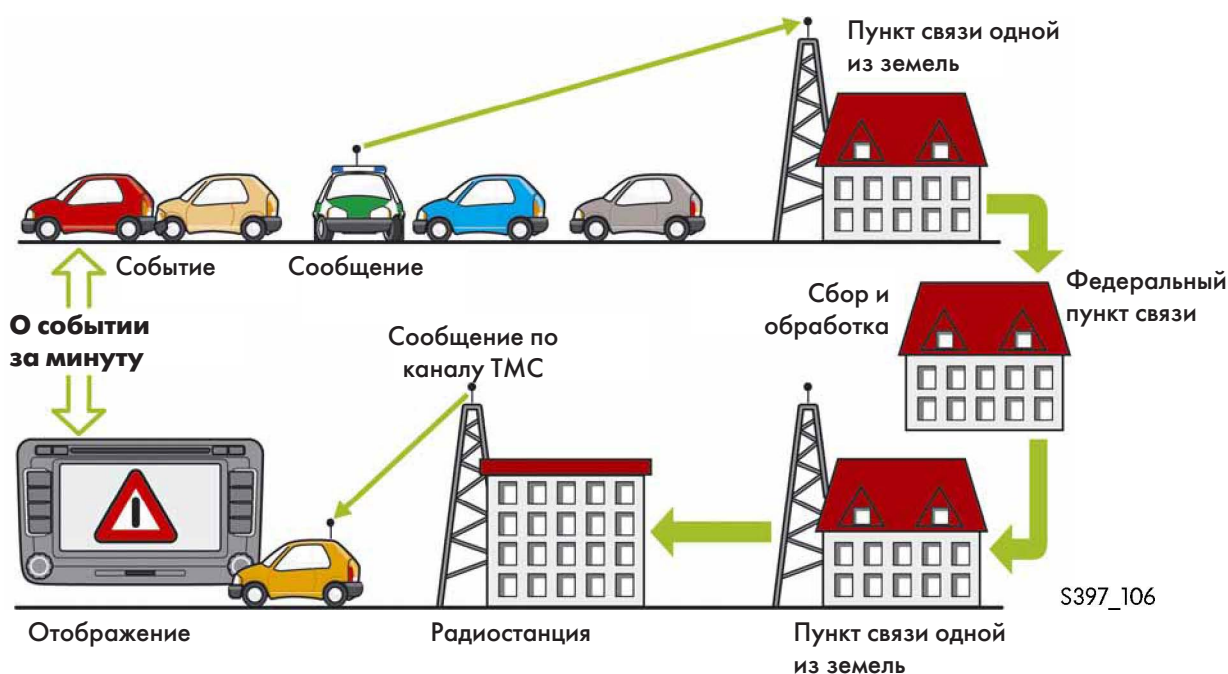 Пункт связи одной
из земель
Событие
Сообщение
Федеральный
пункт связи
Сбор и
обработка
О событии
за минуту
Сообщение по
каналу TMC
S397_106
Отображение
Радиостанция
Пункт связи одной
из земель